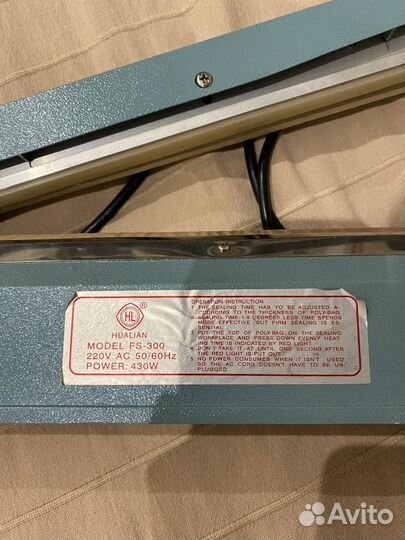 HL ®
HUALIAN
MODEL FS-300
220V AC 50/60Hz
POWER: 430W
OPERATION INSTRUCTION
1 THE SEALING TIME HAS TO BE ADJUSTED A-
CCORDING TO THE THICKNESS OF POLY-BAG
SEALING TIME: 1-8 DEGREES LESS TIME SPENDS
MORE EFFECTIVE, BUT FIRM SEALING IS ES-
SENTIAL
PUT THE TOP OF POLY-BAG ON THE SEALING
WORKPLACE AND PRESS DOWN EVENLY HEAT-
ING TIME IS INDICATED BY RED LIGHT
DON'T TAKE IT AT UNTIL ONE SECOND AFTER
THE RED LIGHT IS PUT OUT
5 NO POWER CONSUMES WHEN IT ISN'T USED
SO THE AC CORD DOESN'T HAVE TO BE UN-
PLUGGED
Avito